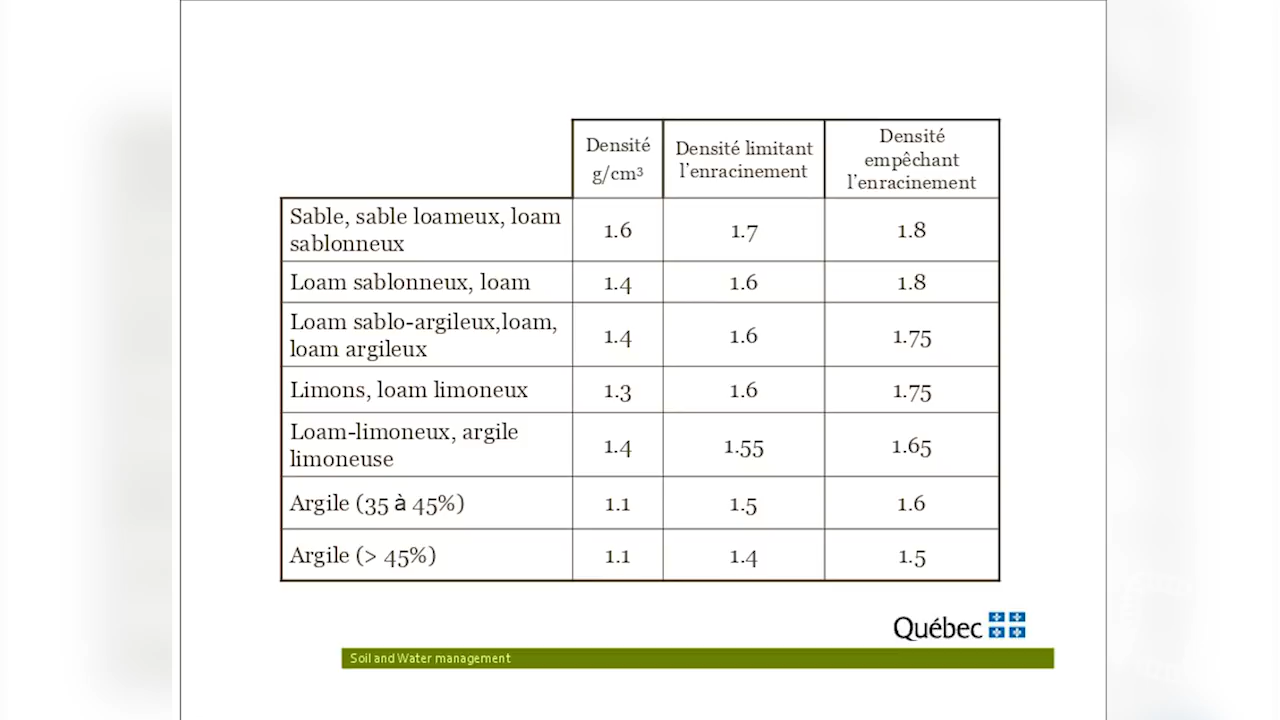 Densité
g/cm³
Densité limitant
l’enracinement
Densité
empêchant
l’enracinement
Sable, sable loameux, loam
sablonneux
1.6
1.7
1.8
Loam sablonneux, loam
1.4
1.6
1.8
Loam sablo-argileux,loam,
loam argileux
1.4
1.6
1.75
Limons, loam limoneux
1.3
1.6
1.75
Loam-limoneux, argile
limoneuse
1.4
1.55
1.65
Argile (35 à 45%)
1.1
1.5
1.6
Argile (> 45%)
1.1
1.4
1.5
Québec
Soil and Water management